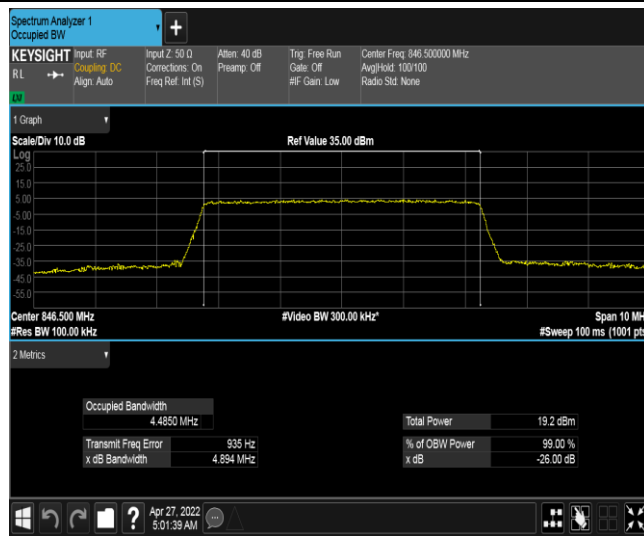 Spectrum Analyzer 1
Occupied BW
+
KEYSIGHT
RL
Input: RF
Coupling: DC
Align: Auto
Input Z: 50 Ω
Corrections: On
Freq Ref: Int (S)
Atten: 40 dB
Preamp: Off
Trig: Free Run
Gate: Off
#IF Gain: Low
Center Freq: 846.500000 MHz
Avg|Hold: 100/100
Radio Std: None
1 Graph
Scale/Div 10.0 dB
Ref Value 35.00 dBm
Log
25.0
15.0
5.00
-5.00
-15.0
-25.0
-35.0
-45.0
-55.0
Center 846.500 MHz
#Video BW 300.00 kHz*
Span 10 MH
#Res BW 100.00 kHz
#Sweep 100 ms (1001 pts
2 Metrics
Occupied Bandwidth
4.4850 MHz
Total Power 19.2 dBm
Transmit Freq Error 935 Hz
% of OBW Power 99.00 %
x dB Bandwidth 4.894 MHz
x dB -26.00 dB
?
Apr 27, 2022
5:01:39 AM